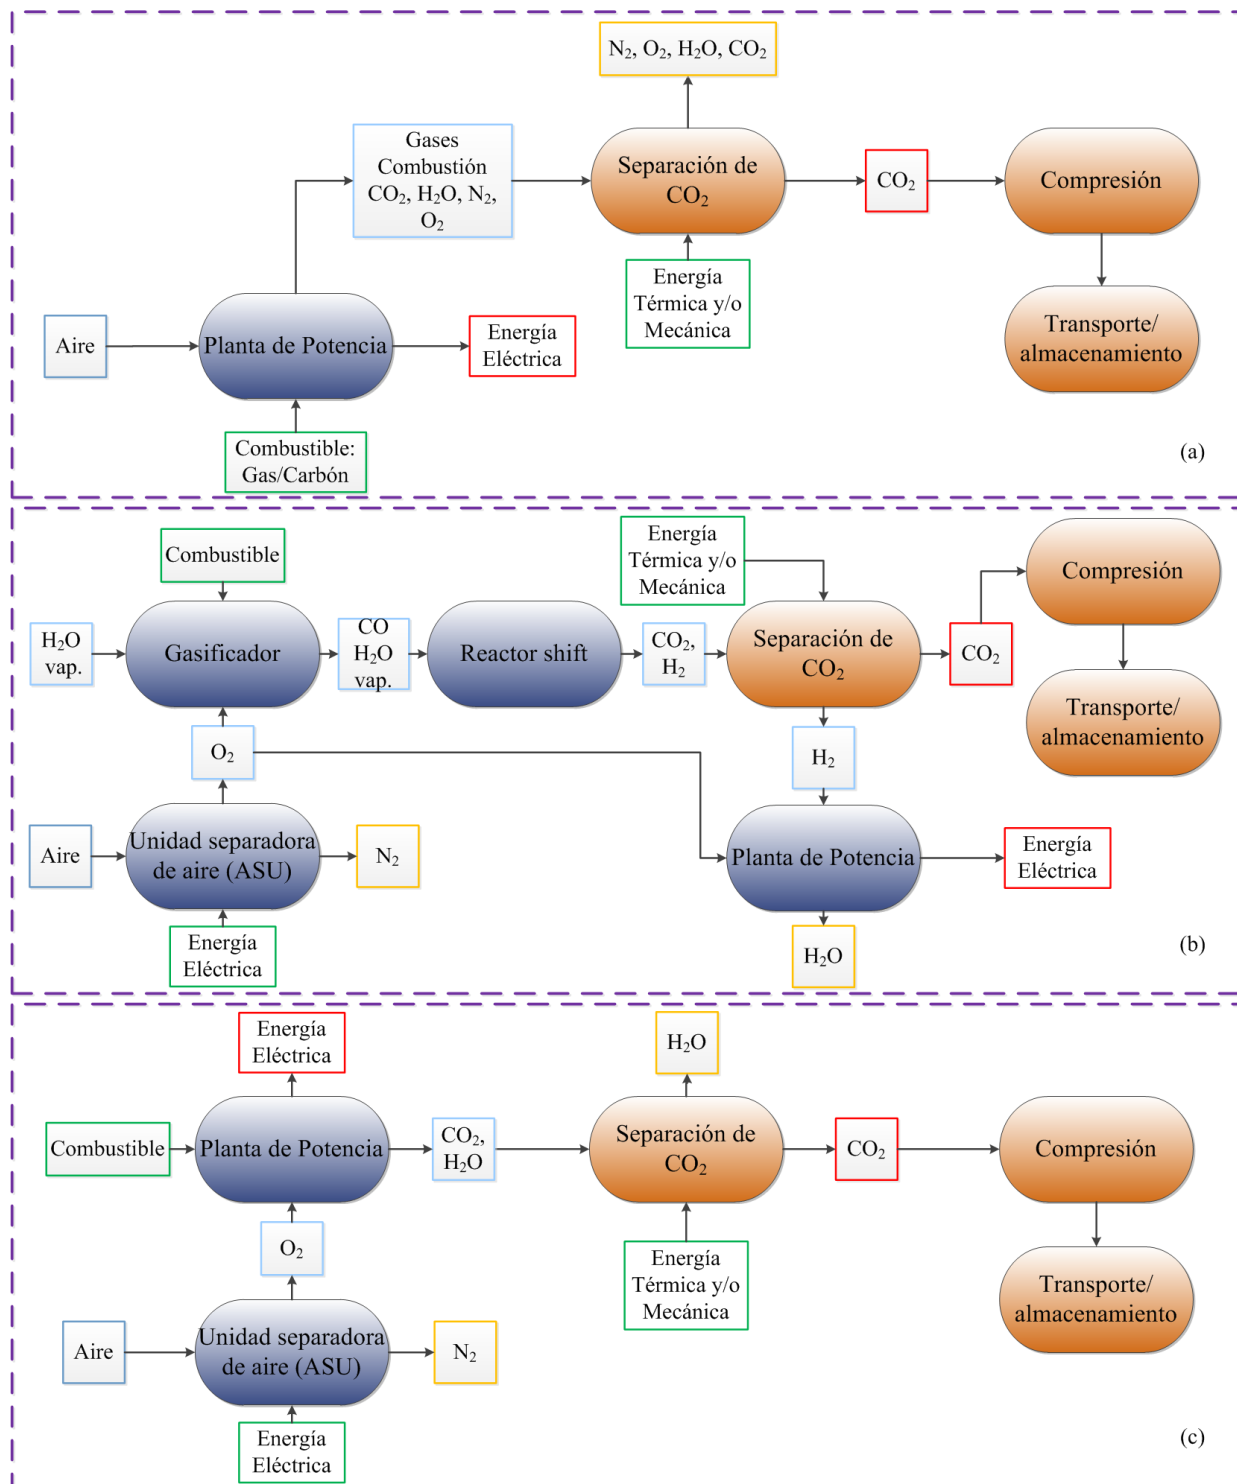 N₂, O₂, H₂O, CO₂
Gases
Combustión
CO₂, H₂O, N₂,
O₂
Separación de
CO₂
CO₂
Compresión
Energía
Térmica y/o
Mecánica
Aire
Planta de Potencia
Energía
Eléctrica
Transporte/
almacenamiento
Combustible:
Gas/Carbón
(a)
Combustible
Energía
Térmica y/o
Mecánica
Compresión
H₂O
vap.
Gasificador
CO
H₂O
vap.
Reactor shift
CO₂,
H₂
Separación de
CO₂
CO₂
Transporte/
almacenamiento
O₂
H₂
Aire
Unidad separadora
de aire (ASU)
N₂
Planta de Potencia
Energía
Eléctrica
Energía
Eléctrica
H₂O
(b)
Energía
Eléctrica
H₂O
Combustible
Planta de Potencia
CO₂,
H₂O
Separación de
CO₂
CO₂
Compresión
O₂
Energía
Térmica y/o
Mecánica
Transporte/
almacenamiento
Aire
Unidad separadora
de aire (ASU)
N₂
Energía
Eléctrica
(c)